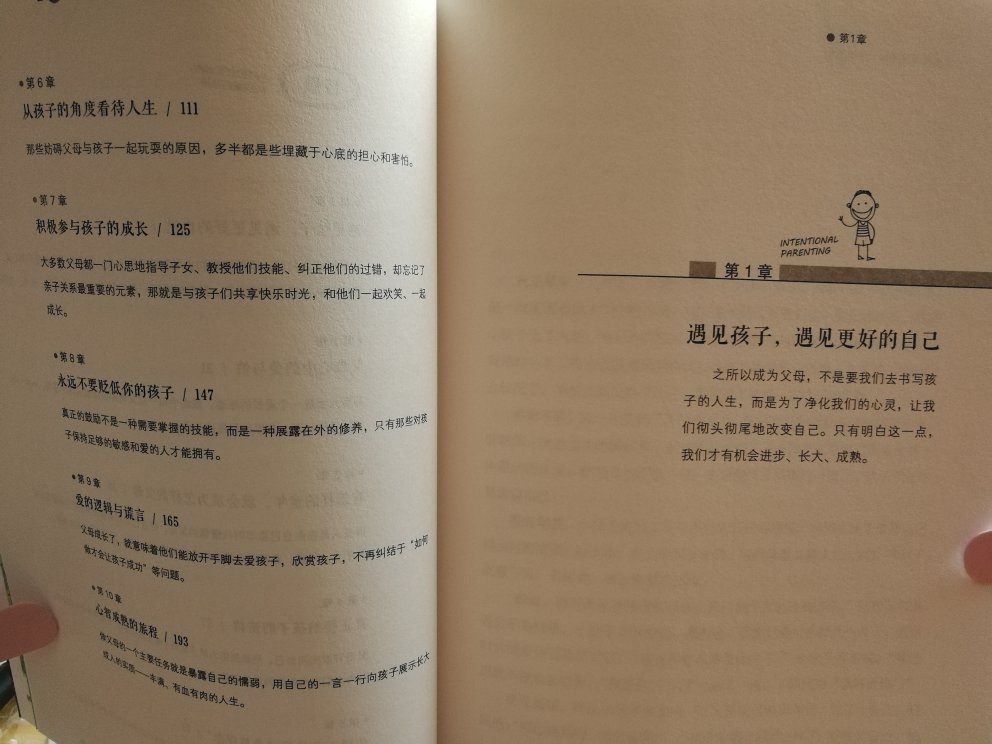 ●第6章
从孩子的角度看待人生 / 111
那些妨碍父母与孩子一起玩耍的原因，多半都是些埋藏于心底的担心和害怕。
●第7章
积极参与孩子的成长 / 125
大多数父母都一门心思地指导子女、教授他们技能、纠正他们的过错，却忘记了
亲子关系最重要的元素，那就是与孩子们共享快乐时光，和他们一起欢笑、一起
成长。
●第8章
永远不要贬低你的孩子 / 147
真正的鼓励不是一种需要掌握的技能，而是一种展露在外的修养，只有那些对孩
子保持足够的敏感和爱的人才能拥有。
●第9章
爱的逻辑与谎言 / 165
父母成长了，就意味着他们能放开手脚去爱孩子，欣赏孩子，不再纠结于“如何
做才会让孩子成功”等问题。
●第10章
心智成熟的旅程 / 193
做父母的一个主要任务就是暴露自己的懦弱，用自己的一言一行向孩子展示长大
成人的实质——丰满、有血有肉的人生。
●第1章
INTENTIONAL
PARENTING
第1章
遇见孩子，遇见更好的自己
之所以成为父母，不是要我们去书写孩
子的人生，而是为了净化我们的心灵，让我
们彻头彻尾地改变自己。只有明白这一点，
我们才有机会进步、长大、成熟。